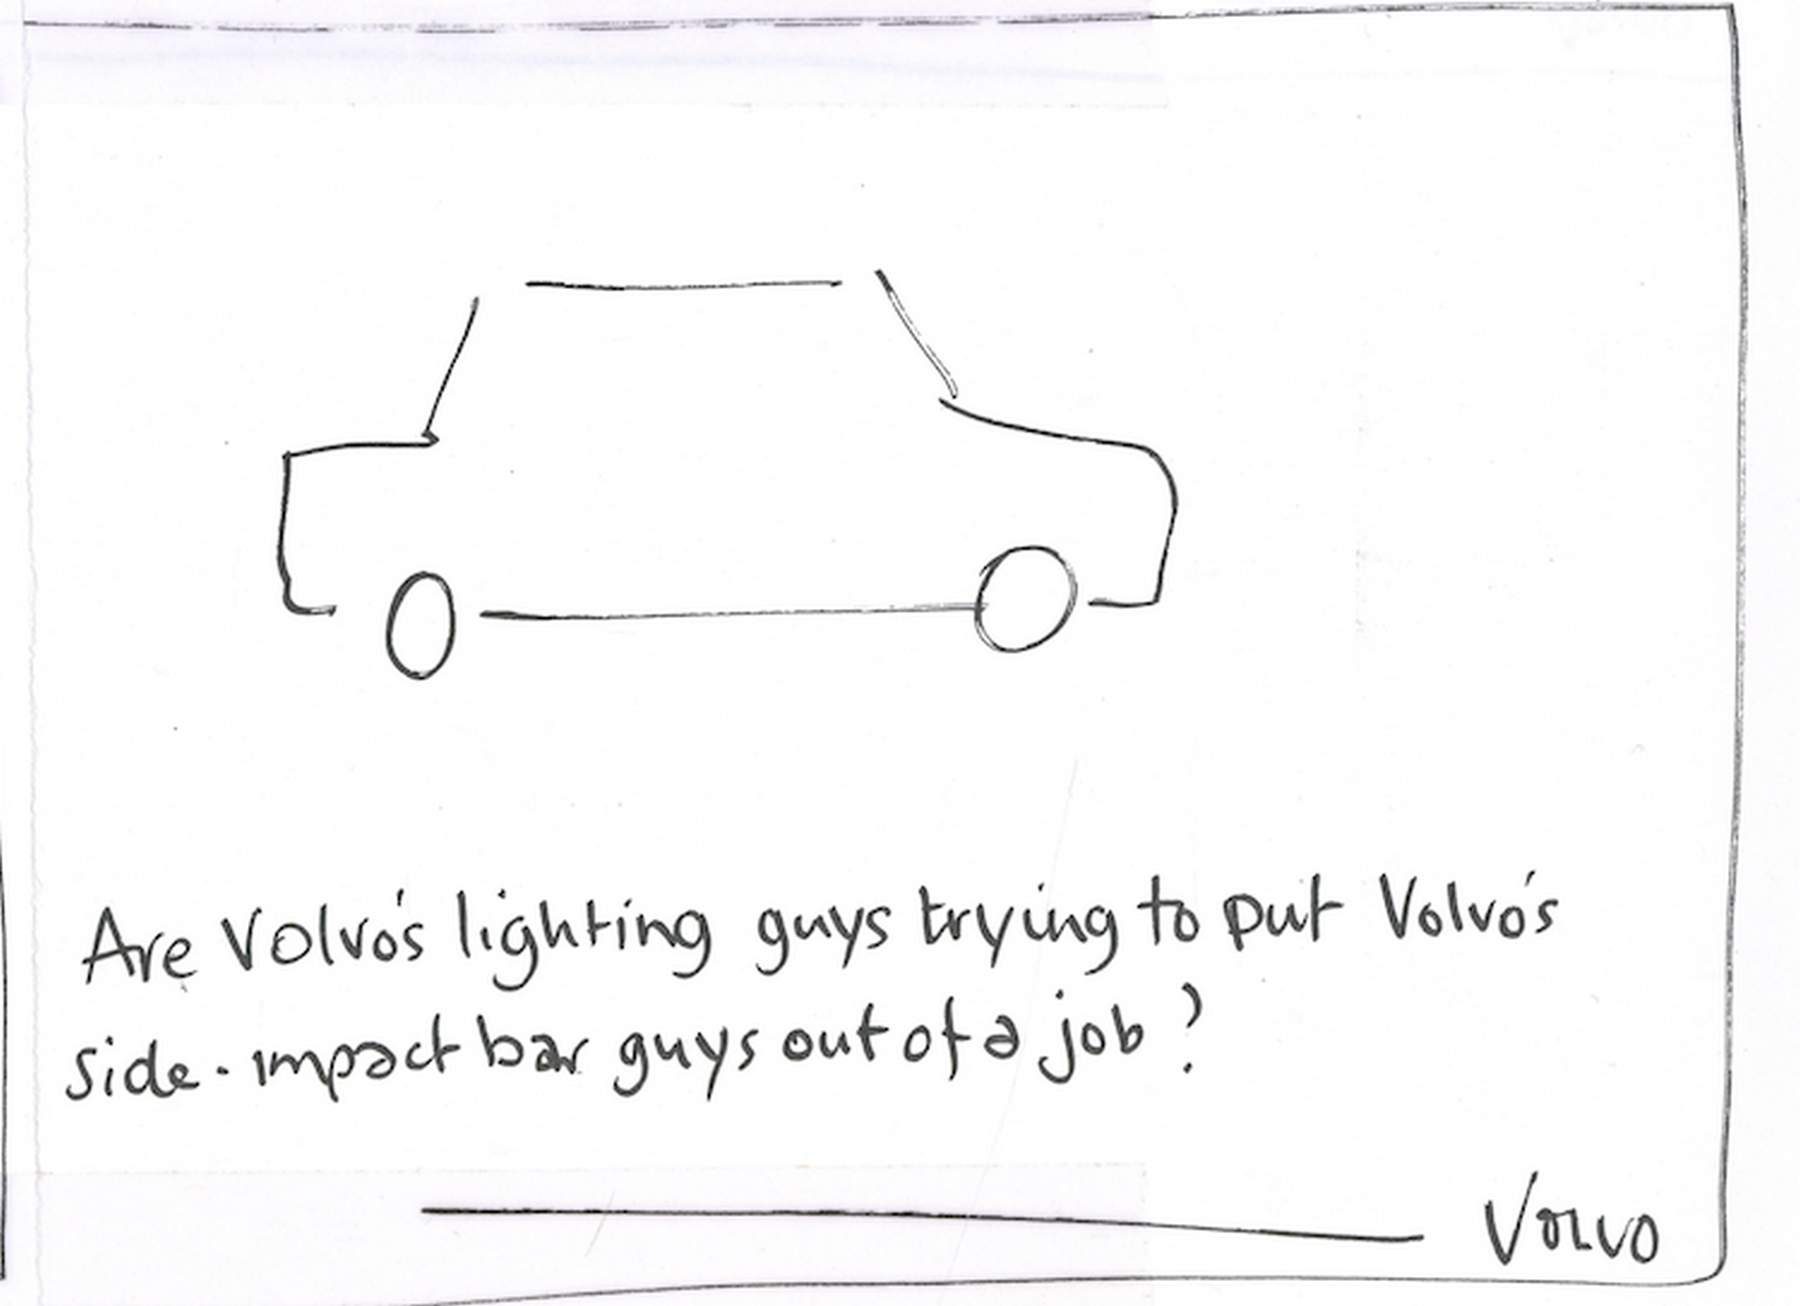 Are Volvo's lighting guys trying to put Volvo's
side-impact bar guys out of a job?
VOLVO